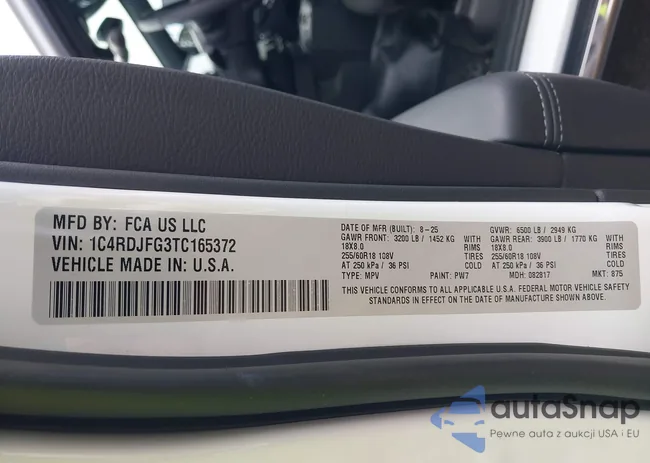 MFD BY: FCA US LLC
VIN: 1C4RDJFG3TC165372
VEHICLE MADE IN: U.S.A.
DATE OF MFR (BUILT): 8-25 GVWR: 6500 LB / 2949 KG
GAWR FRONT: 3200 LB / 1452 KG WITH GAWR REAR: 3900 LB / 1770 KG WITH
18X8.0 RIMS 18X8.0 RIMS
255/60R18 108V TIRES 255/60R18 108V TIRES
AT 250 kPa / 36 PSI COLD AT 250 kPa / 36 PSI COLD
TYPE: MPV PAINT: PW7 MDH: 082817 MKT: 875
THIS VEHICLE CONFORMS TO ALL APPLICABLE U.S.A. FEDERAL MOTOR VEHICLE SAFETY
STANDARDS IN EFFECT ON THE DATE OF MANUFACTURE SHOWN ABOVE.
autaSnap
Pewne auta z aukcji USA i EU